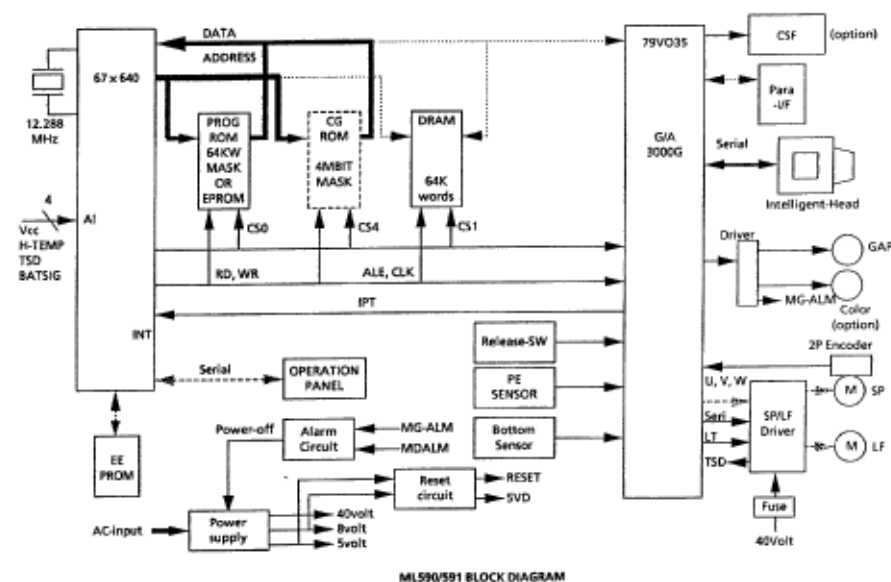 DATA
ADDRESS
67 x 640
12.288
MHz
PROG
ROM
64KW
MASK
OR
EPROM
CG
ROM
4MBIT
MASK
DRAM
64K
words
79VO35
G/A
3000G
CSF
(option)
Para
-I/F
Serial
Intelligent-Head
4
AI
Vcc
H-TEMP
TSD
BATSIG
CS0
CS4
CS1
RD, WR
ALE, CLK
IPT
INT
Driver
GAP
MG-ALM
Color
(option)
2P Encoder
Release-SW
PE
SENSOR
Bottom
Sensor
Serial
OPERATION
PANEL
U, V, W
Seri
LT
TSD
SP/LF
Driver
M
SP
M
LF
Fuse
40Volt
EE
PROM
Power-off
Alarm
Circuit
MG-ALM
MDALM
Reset
circuit
RESET
5VD
AC-input
Power
supply
40volt
8volt
5volt
ML590/591 BLOCK DIAGRAM